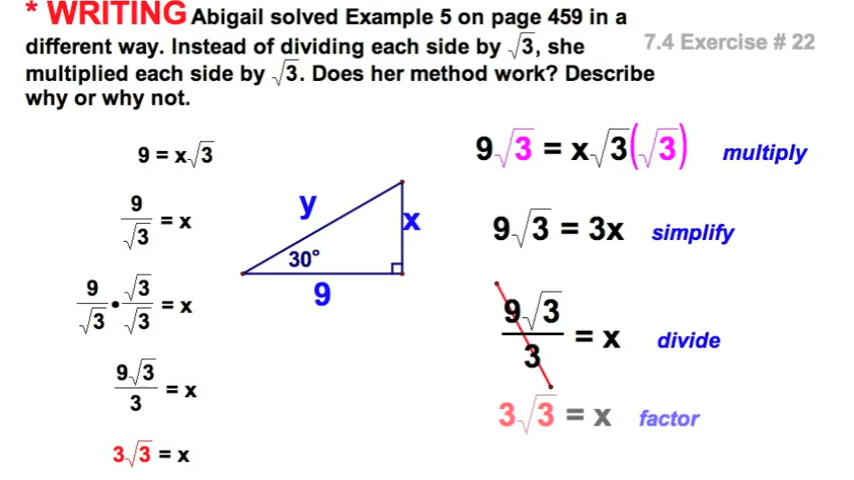 * WRITING Abigail solved Example 5 on page 459 in a
different way. Instead of dividing each side by √3, she
7.4 Exercise # 22
multiplied each side by √3. Does her method work? Describe
why or why not.
9 = x√3
9/√3 = x
9/√3 • √3/√3 = x
9√3/3 = x
3√3 = x
y
x
30°
9
9√3 = x√3(√3) multiply
9√3 = 3x simplify
9√3/3 = x divide
3√3 = x factor